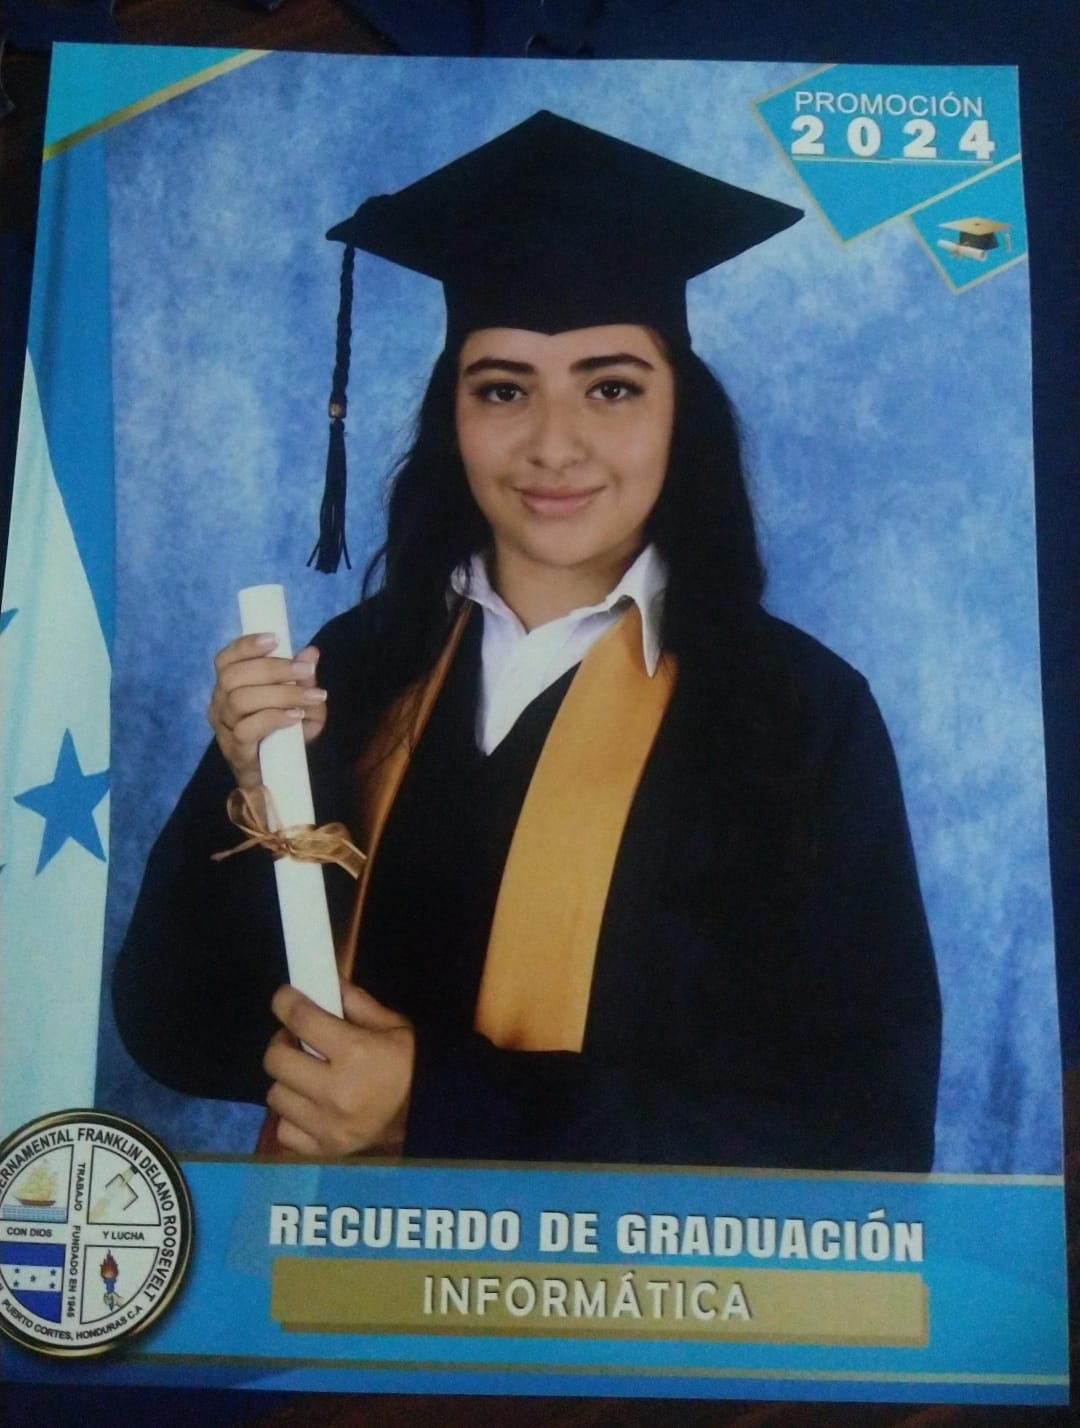 PROMOCIÓN
2024
ERNAMENTAL FRANKLIN DELANO ROOSEVELT
TRABAJO
CON DIOS
Y LUCHA
FUNDADO EN 1945
PUERTO CORTES, HONDURAS C.A
RECUERDO DE GRADUACIÓN
INFORMÁTICA